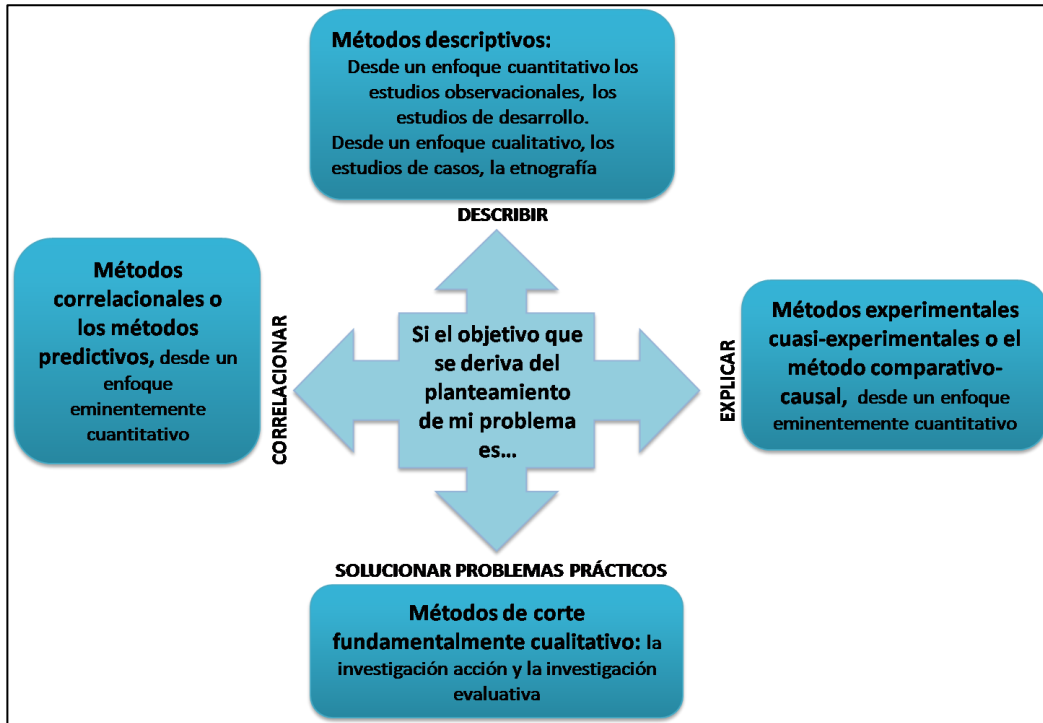 Métodos descriptivos:
Desde un enfoque cuantitativo los
estudios observacionales, los
estudios de desarrollo.
Desde un enfoque cualitativo, los
estudios de casos, la etnografía
DESCRIBIR
Métodos
correlacionales o
los métodos
predictivos, desde un
enfoque
eminentemente
cuantitativo
CORRELACIONAR
Si el objetivo que
se deriva del
planteamiento
de mi problema
es...
EXPLICAR
Métodos experimentales
cuasi-experimentales o el
método comparativo-
causal, desde un enfoque
eminentemente cuantitativo
SOLUCIONAR PROBLEMAS PRÁCTICOS
Métodos de corte
fundamentalmente cualitativo: la
investigación acción y la investigación
evaluativa